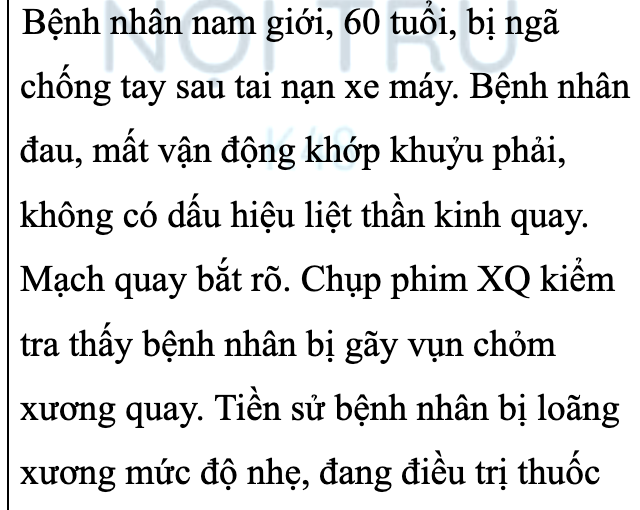 NỘI TRÚ
Bệnh nhân nam giới, 60 tuổi, bị ngã
chống tay sau tai nạn xe máy. Bệnh nhân
K48
đau, mất vận động khớp khuỷu phải,
không có dấu hiệu liệt thần kinh quay.
Mạch quay bắt rõ. Chụp phim XQ kiểm
tra thấy bệnh nhân bị gãy vụn chỏm
xương quay. Tiền sử bệnh nhân bị loãng
xương mức độ nhẹ, đang điều trị thuốc